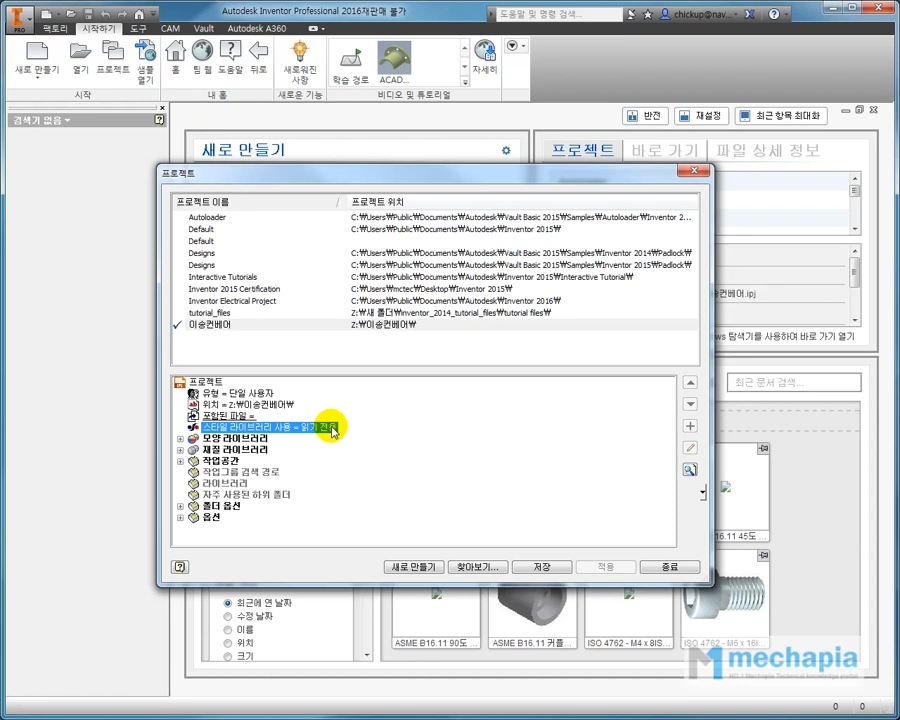 Autodesk Inventor Professional 2016재판매 불가
도움말 및 명령 검색...
chickup@nav...
PRO
팩토리 시작하기 도구 CAM Vault Autodesk A360
새로 만들기 열기 프로젝트 샘플 열기 홈 팀 웹 도움말 뒤로 새로워진 사항 학습 경로 ACAD... 자세히
시작 내 홈 새로운 기능 비디오 및 튜토리얼
검색기 없음
반전 재설정 최근 항목 최대화
새로 만들기
프로젝트 바로 가기 파일 상세 정보
프로젝트
프로젝트 이름 / 프로젝트 위치
Autoloader C:₩Users₩Public₩Documents₩Autodesk₩Vault Basic 2015₩Samples₩Autoloader₩Inventor 2...
Default C:₩Users₩Public₩Documents₩Autodesk₩Inventor 2015₩
Default
Designs C:₩Users₩Public₩Documents₩Autodesk₩Vault Basic 2015₩Samples₩Inventor 2014₩Padlock₩
Designs C:₩Users₩Public₩Documents₩Autodesk₩Vault Basic 2015₩Samples₩Inventor 2015₩Padlock₩
Interactive Tutorials C:₩Users₩Public₩Documents₩Autodesk₩Inventor 2015₩Interactive Tutorial₩
Inventor 2015 Certification C:₩Users₩mctec₩Desktop₩Inventor 2015₩
Inventor Electrical Project C:₩Users₩Public₩Documents₩Autodesk₩Inventor 2016₩
tutorial_files Z:₩새 폴더₩inventor_2014_tutorial_files₩tutorial files₩
이송컨베어 Z:₩이송컨베어₩
송컨베어.ipj
ws 탐색기를 사용하여 바로 가기 열기
프로젝트
유형 = 단일 사용자
위치 = Z:₩이송컨베어₩
포함된 파일 =
스타일 라이브러리 사용 = 읽기 전용
모양 라이브러리
재질 라이브러리
작업공간
작업그룹 검색 경로
라이브러리
자주 사용된 하위 폴더
폴더 옵션
옵션
최근 문서 검색...
.11 45도 ..
새로 만들기 찾아보기... 저장 적용 종료
최근에 연 날짜
수정 날짜
이름
위치
크기
ASME B16.11 90도 .. ASME B16.11 커플.. ISO 4762 - M4 x 8IS... ISO 4762 - M6 x 16I...
mechapia
NO.1 Mechapia Technical knowledge portal
0 0